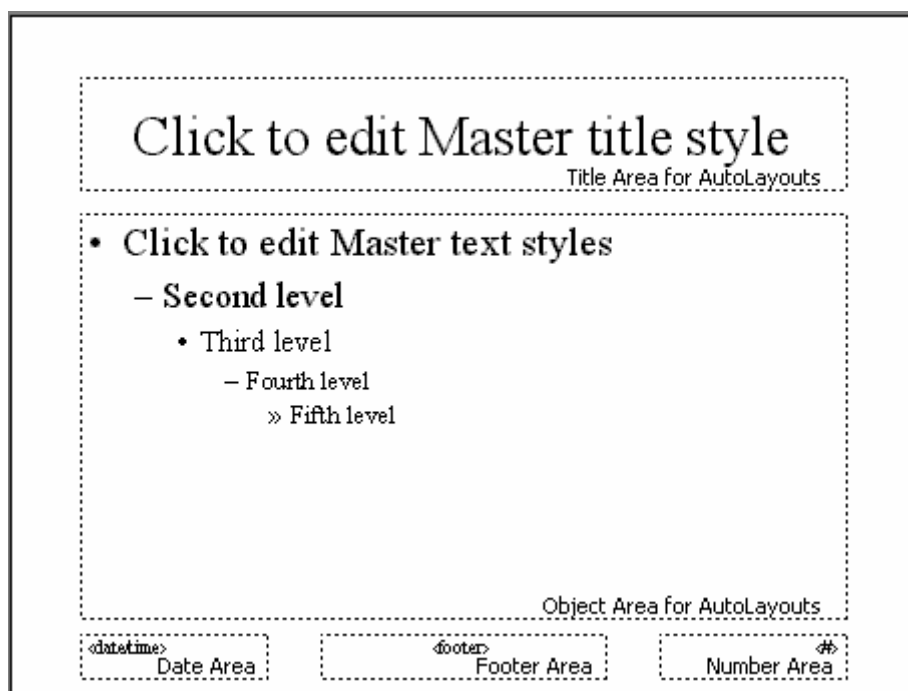 Click to edit Master title style
Title Area for AutoLayouts
• Click to edit Master text styles
– Second level
• Third level
– Fourth level
» Fifth level
Object Area for AutoLayouts
<date/time>
Date Area
<footer>
Footer Area
<#>
Number Area